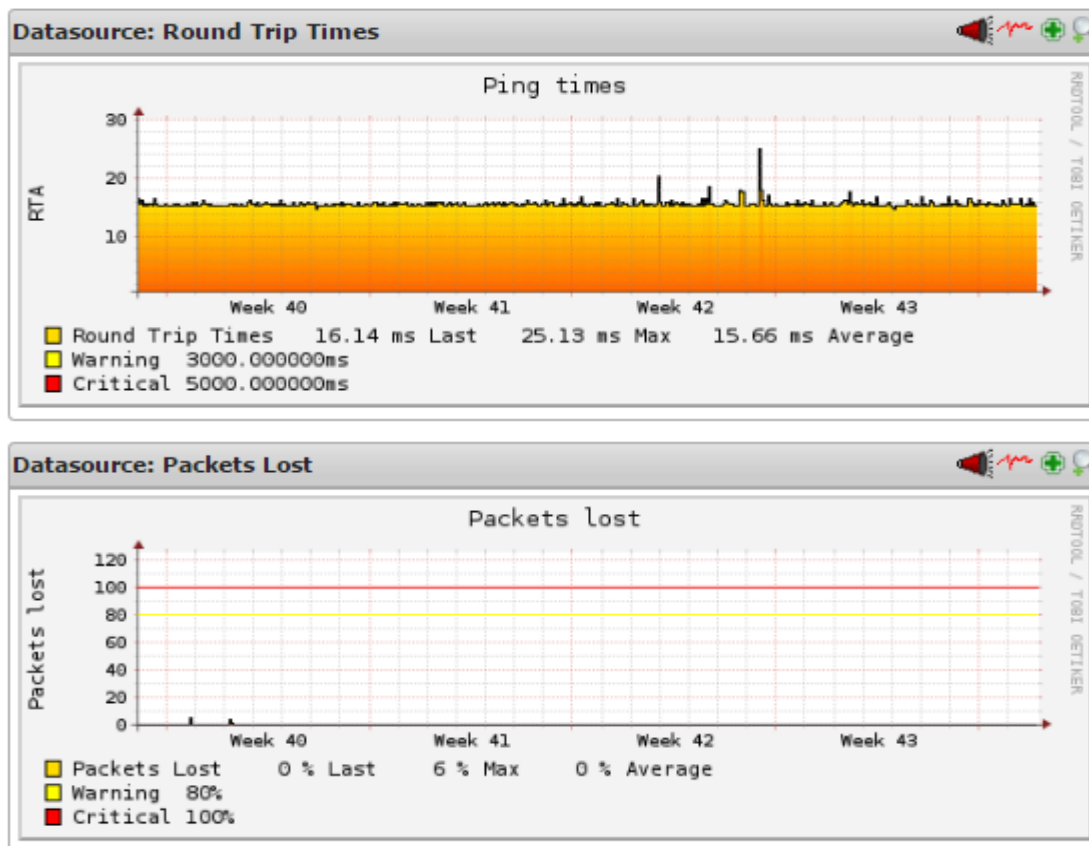 Datasource: Round Trip Times
Ping times
RRDTOOL / TOBI OETIKER
RTA
30
20
10
Week 40 Week 41 Week 42 Week 43
Round Trip Times 16.14 ms Last 25.13 ms Max 15.66 ms Average
Warning 3000.000000ms
Critical 5000.000000ms
Datasource: Packets Lost
Packets lost
RRDTOOL / TOBI OETIKER
Packets lost
120
100
80
60
40
20
0
Week 40 Week 41 Week 42 Week 43
Packets Lost 0 % Last 6 % Max 0 % Average
Warning 80%
Critical 100%